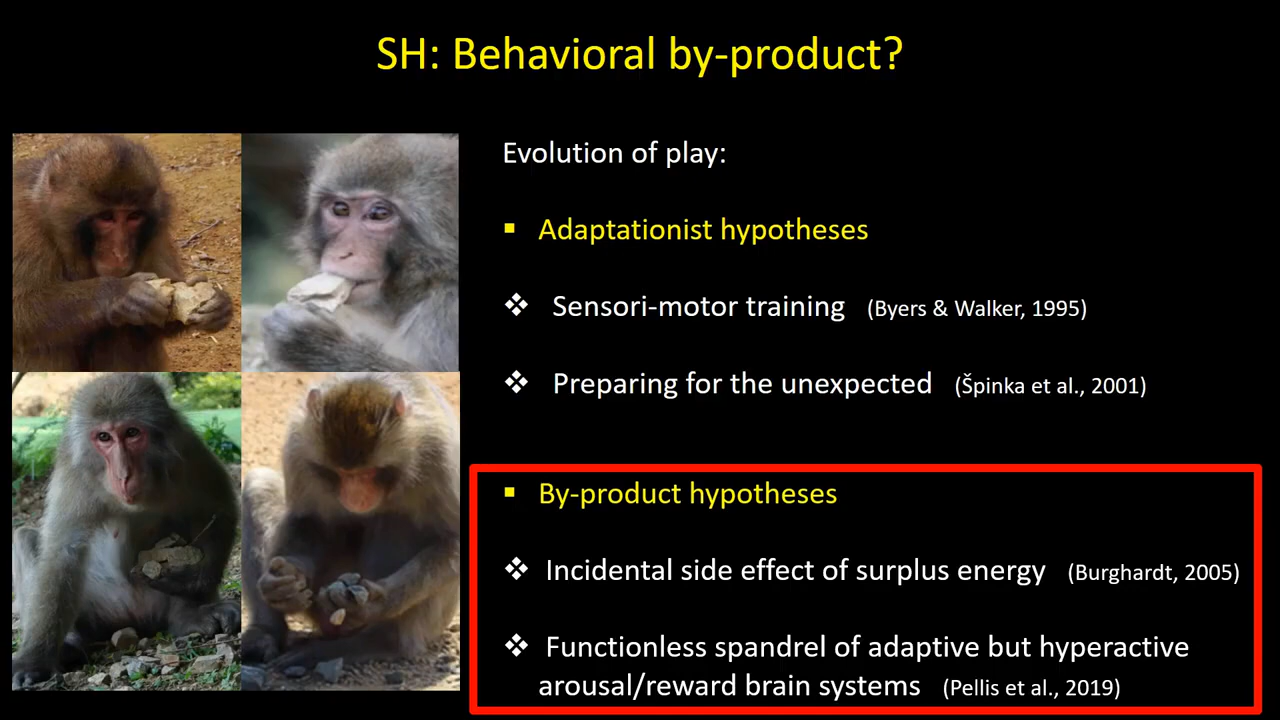 SH: Behavioral by-product?
Evolution of play:
▪ Adaptationist hypotheses
❖ Sensori-motor training (Byers & Walker, 1995)
❖ Preparing for the unexpected (Špinka et al., 2001)
▪ By-product hypotheses
❖ Incidental side effect of surplus energy (Burghardt, 2005)
❖ Functionless spandrel of adaptive but hyperactive
arousal/reward brain systems (Pellis et al., 2019)